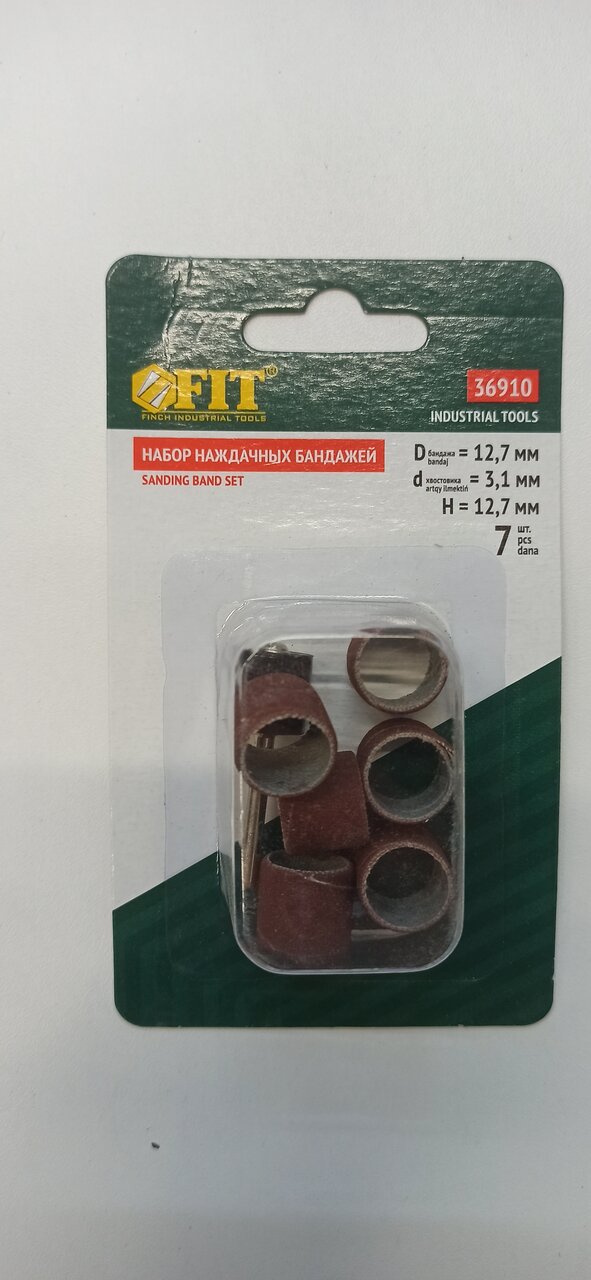 FIT®
FINCH INDUSTRIAL TOOLS
36910
INDUSTRIAL TOOLS
НАБОР НАЖДАЧНЫХ БАНДАЖЕЙ
SANDING BAND SET
D бандажа bandaj = 12,7 мм
d хвостовика artqy ilmektiń = 3,1 мм
H = 12,7 мм
7 шт. pcs dana